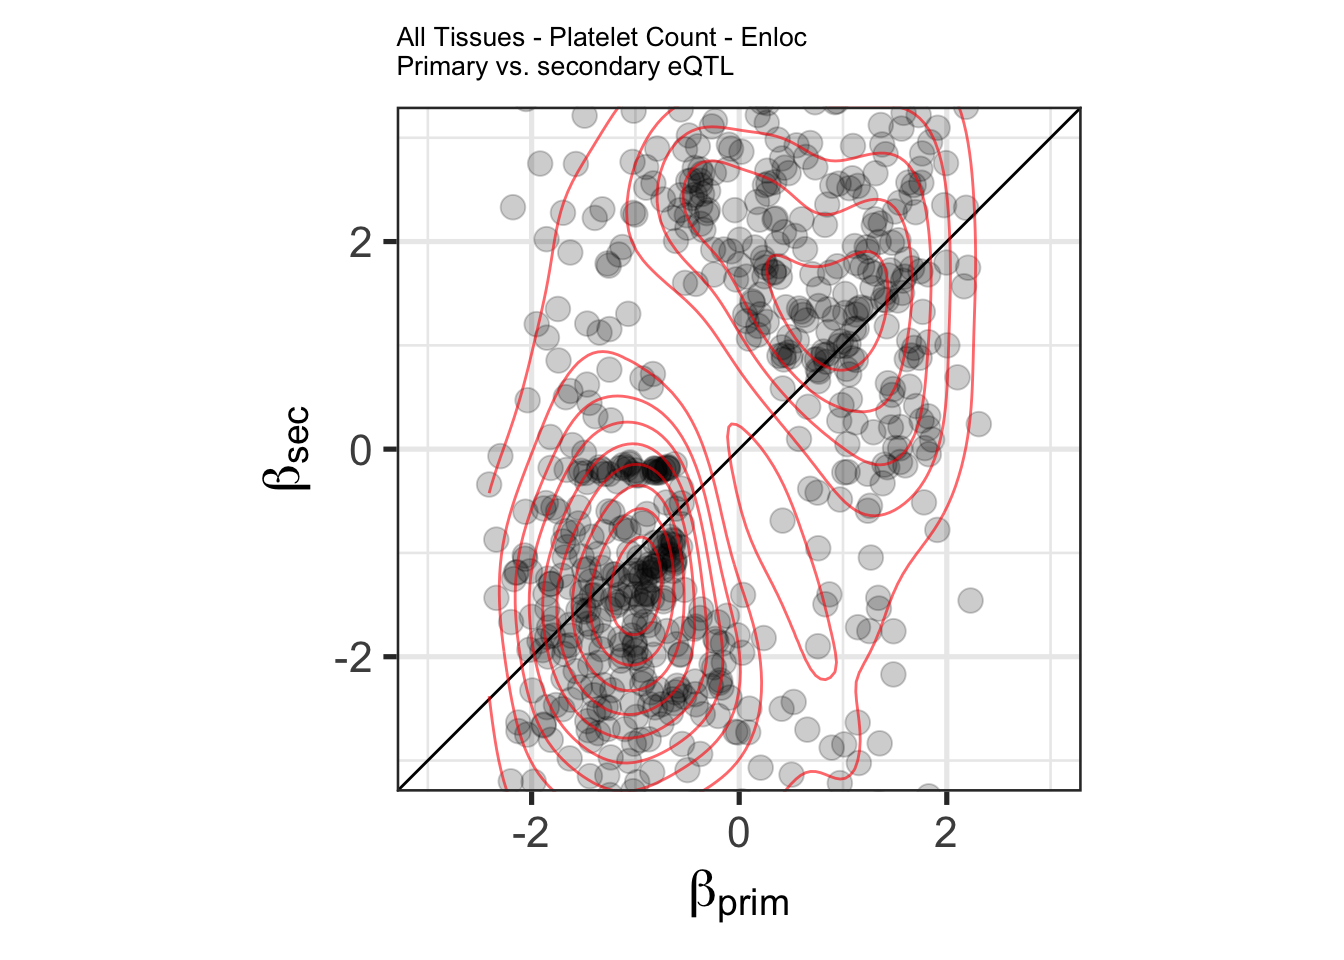 All Tissues - Platelet Count - Enloc
Primary vs. secondary eQTL
2
0
-2
βsec
-2 0 2
βprim